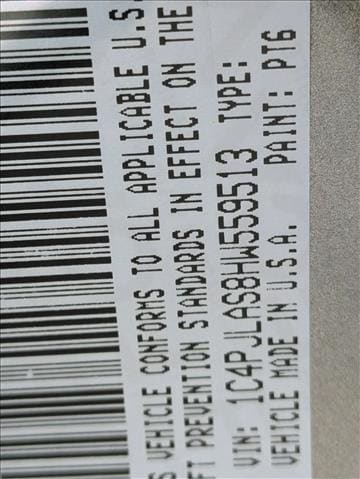 S VEHICLE CONFORMS TO ALL APPLICABLE U.S.
FT PREVENTION STANDARDS IN EFFECT ON THE
VIN: 1C4PJLAS8HW559513 TYPE:
VEHICLE MADE IN U.S.A. PAINT: PT6